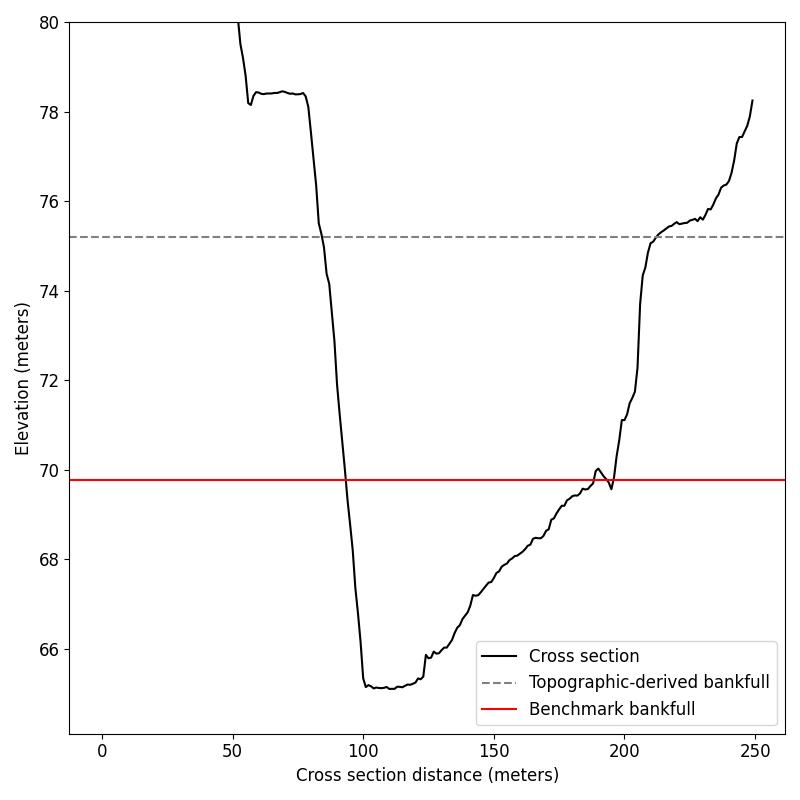 80
78
76
74
72
70
68
66
Elevation (meters)
Cross section
Topographic-derived bankfull
Benchmark bankfull
0 50 100 150 200 250
Cross section distance (meters)